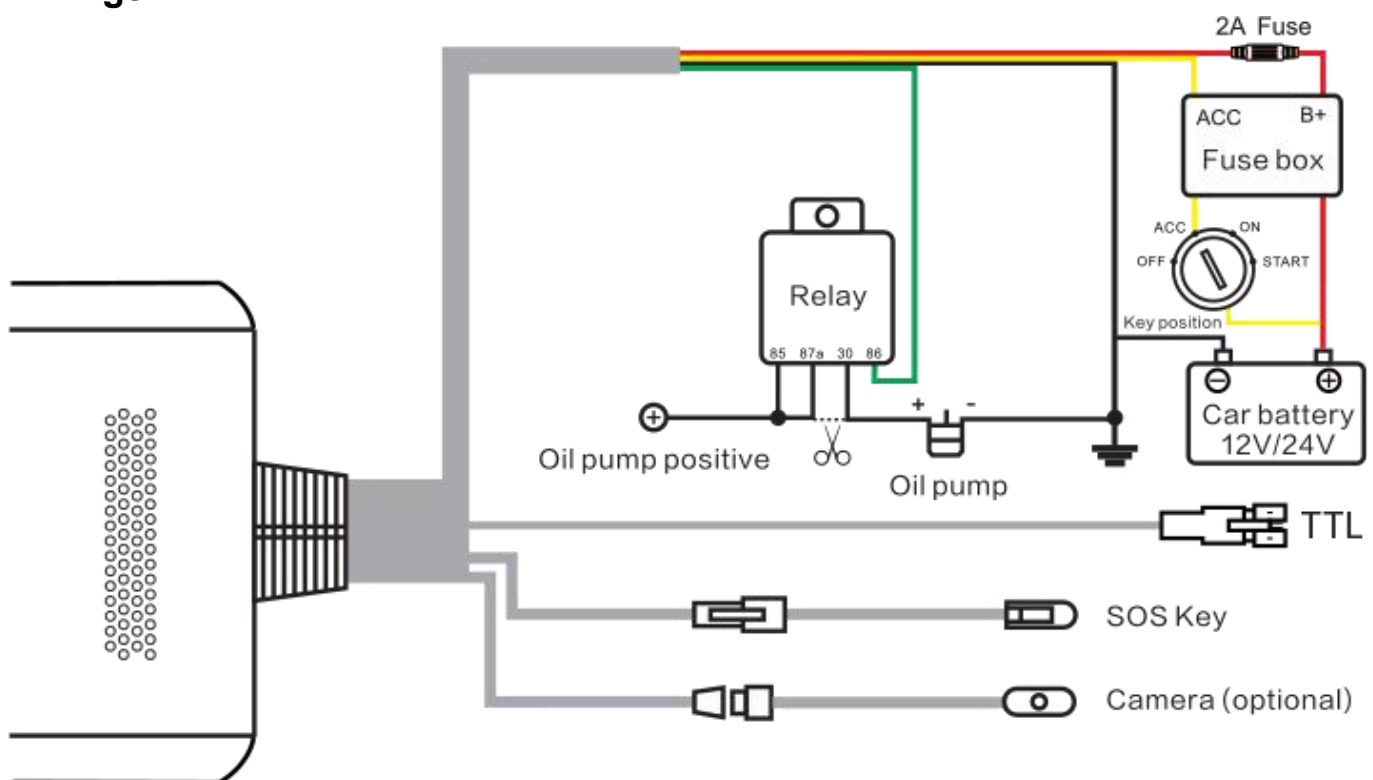 2A Fuse
ACC B+
Fuse box
ACC ON
OFF START
Key position
Relay
85 87a 30 86
+ -
Oil pump positive
Oil pump
- +
Car battery
12V/24V
TTL
SOS Key
Camera (optional)